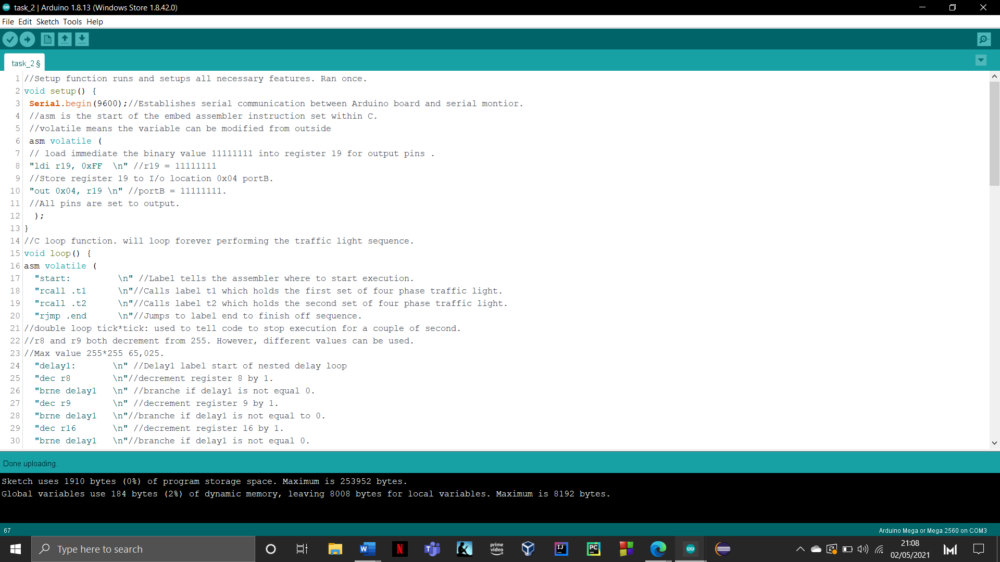 task_2 | Arduino 1.8.13 (Windows Store 1.8.42.0)
File Edit Sketch Tools Help
task_2 §
1 //Setup function runs and setups all necessary features. Ran once.
2 void setup() {
3 Serial.begin(9600);//Establishes serial communication between Arduino board and serial montior.
4 //asm is the start of the embed assembler instruction set within C.
5 //volatile means the variable can be modified from outside
6 asm volatile (
7 // load immediate the binary value 11111111 into register 19 for output pins .
8 "ldi r19, 0xFF  \n" //r19 = 11111111
9 //Store register 19 to I/o location 0x04 portB.
10 "out 0x04, r19 \n" //portB = 11111111.
11 //All pins are set to output.
12 );
13 }
14 //C loop function. will loop forever performing the traffic light sequence.
15 void loop() {
16 asm volatile (
17 "start:         \n" //Label tells the assembler where to start execution.
18 "rcall .t1      \n"//Calls label t1 which holds the first set of four phase traffic light.
19 "rcall .t2      \n"//Calls label t2 which holds the second set of four phase traffic light.
20 "rjmp .end      \n"//Jumps to label end to finish off sequence.
21 //double loop tick*tick: used to tell code to stop execution for a couple of second.
22 //r8 and r9 both decrement from 255. However, different values can be used.
23 //Max value 255*255 65,025.
24 "delay1:       \n" //Delay1 label start of nested delay loop
25 "dec r8        \n"//decrement register 8 by 1.
26 "brne delay1   \n" //branche if delay1 is not equal 0.
27 "dec r9        \n" //decrement register 9 by 1.
28 "brne delay1   \n"//branche if delay1 is not equal to 0.
29 "dec r16       \n" //decrement register 16 by 1.
30 "brne delay1   \n"//branche if delay1 is not equal 0.
Done uploading.
Sketch uses 1910 bytes (0%) of program storage space. Maximum is 253952 bytes.
Global variables use 184 bytes (2%) of dynamic memory, leaving 8008 bytes for local variables. Maximum is 8192 bytes.
67
Arduino Mega or Mega 2560 on COM3
Type here to search
W
N
T
prime video
IJ
PC
21:08
02/05/2021